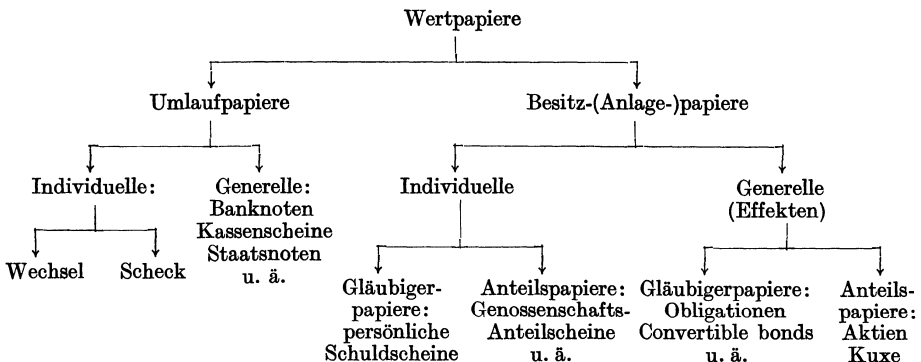 Wertpapiere
Umlaufpapiere
Besitz-(Anlage-)papiere
Individuelle:
Generelle:
Banknoten
Kassenscheine
Staatsnoten
u. ä.
Individuelle
Generelle
(Effekten)
Wechsel
Scheck
Gläubiger-
papiere:
persönliche
Schuldscheine
Anteilspapiere:
Genossenschafts-
Anteilscheine
u. ä.
Gläubigerpapiere:
Obligationen
Convertible bonds
u. ä.
Anteils-
papiere:
Aktien
Kuxe